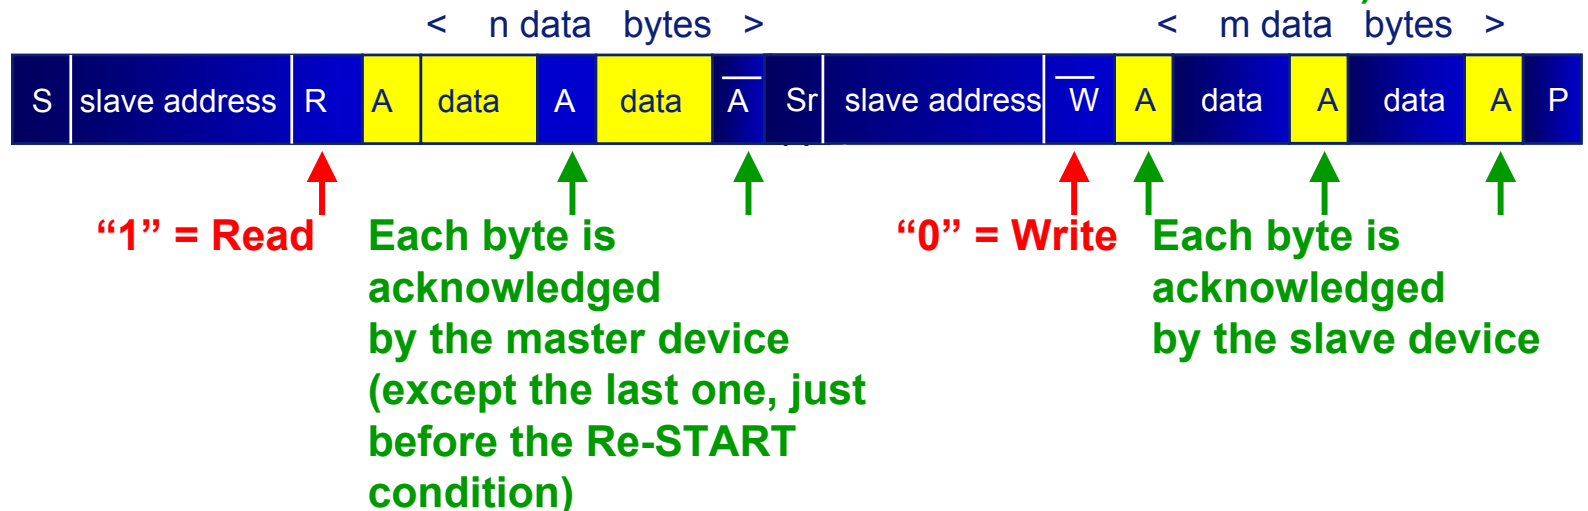 < n data bytes > < m data bytes >
S slave address R A data A data A̅ Sr slave address W̅ A data A data A P
“1” = Read
Each byte is
acknowledged
by the master device
(except the last one, just
before the Re-START
condition)
“0” = Write
Each byte is
acknowledged
by the slave device